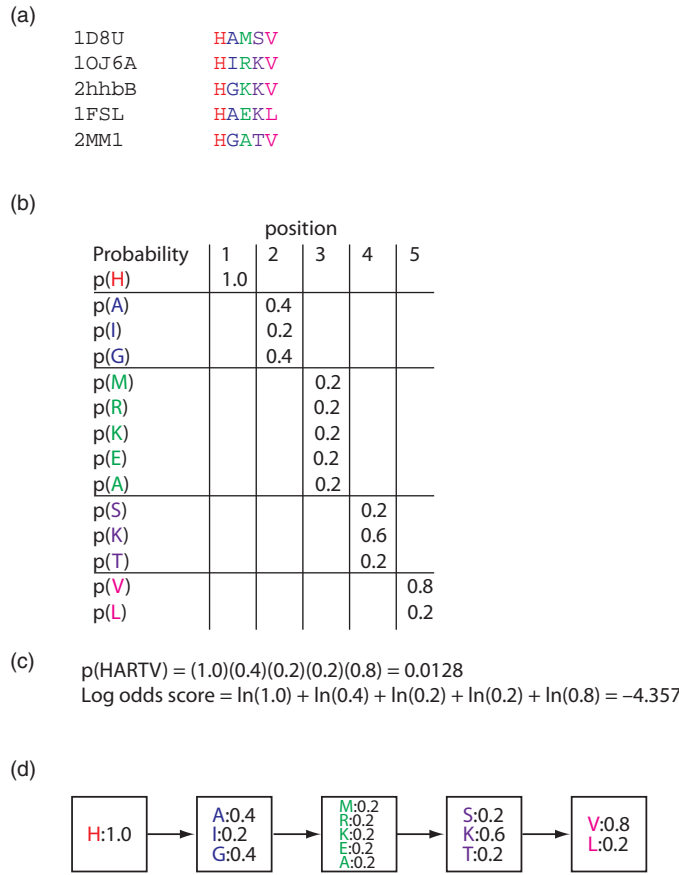 (a)
1D8U HAMSV
1OJ6A HIRKV
2hhbB HGKKV
1FSL HAEKL
2MM1 HGATV
(b)
position
Probability 1 2 3 4 5
p(H) 1.0
p(A) 0.4
p(I) 0.2
p(G) 0.4
p(M) 0.2
p(R) 0.2
p(K) 0.2
p(E) 0.2
p(A) 0.2
p(S) 0.2
p(K) 0.6
p(T) 0.2
p(V) 0.8
p(L) 0.2
(c)
p(HARTV) = (1.0)(0.4)(0.2)(0.2)(0.8) = 0.0128
Log odds score = ln(1.0) + ln(0.4) + ln(0.2) + ln(0.2) + ln(0.8) = –4.357
(d)
H:1.0
A:0.4
I:0.2
G:0.4
M:0.2
R:0.2
K:0.2
E:0.2
A:0.2
S:0.2
K:0.6
T:0.2
V:0.8
L:0.2